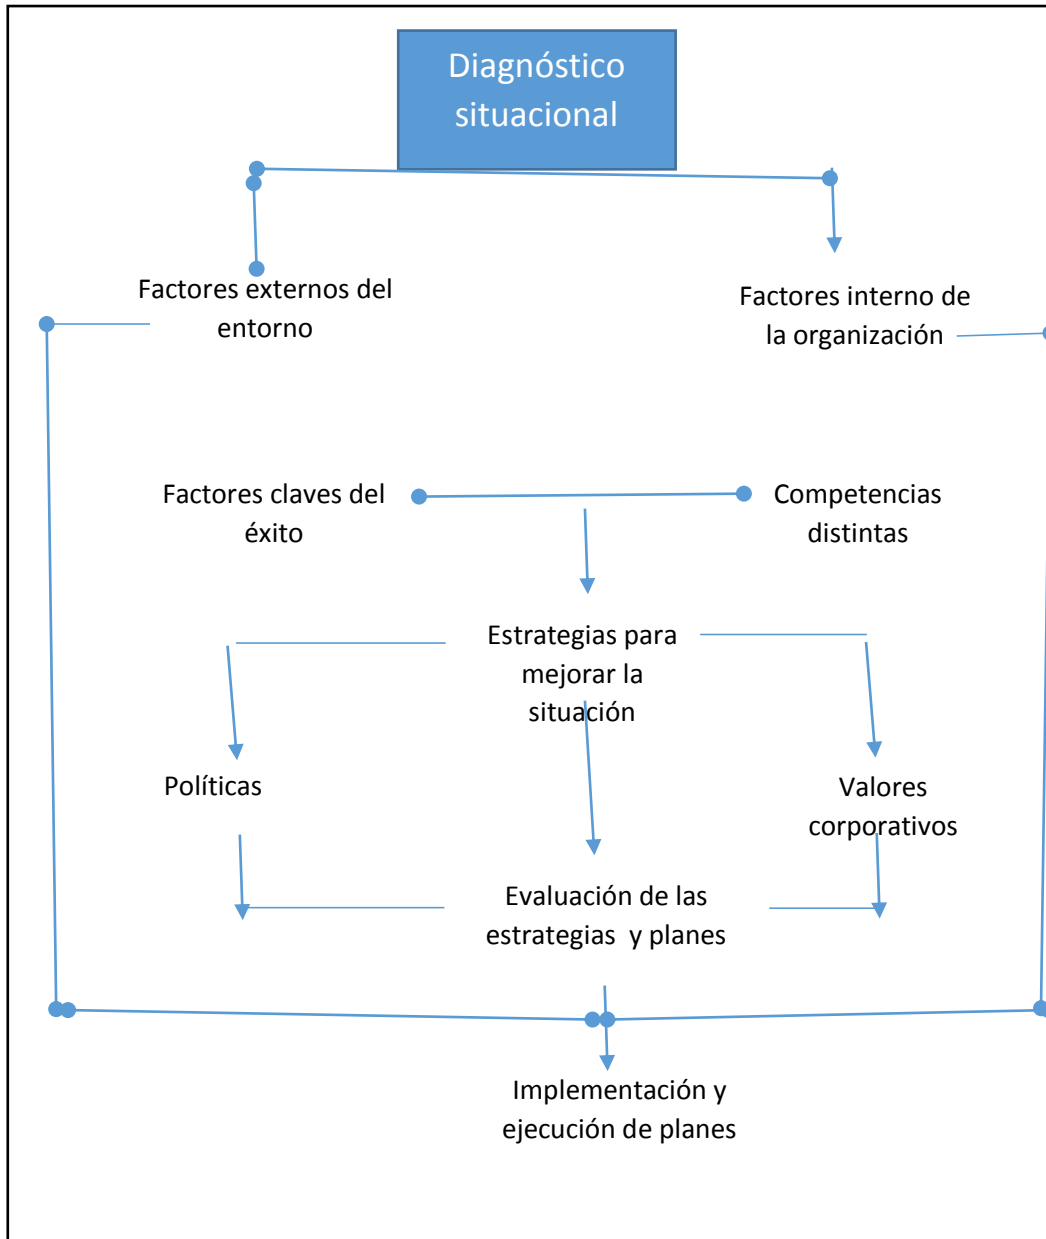 Diagnóstico
situacional
Factores externos del
entorno
Factores interno de
la organización
Factores claves del
éxito
Competencias
distintas
Estrategias para
mejorar la
situación
Políticas
Valores
corporativos
Evaluación de las
estrategias  y planes
Implementación y
ejecución de planes